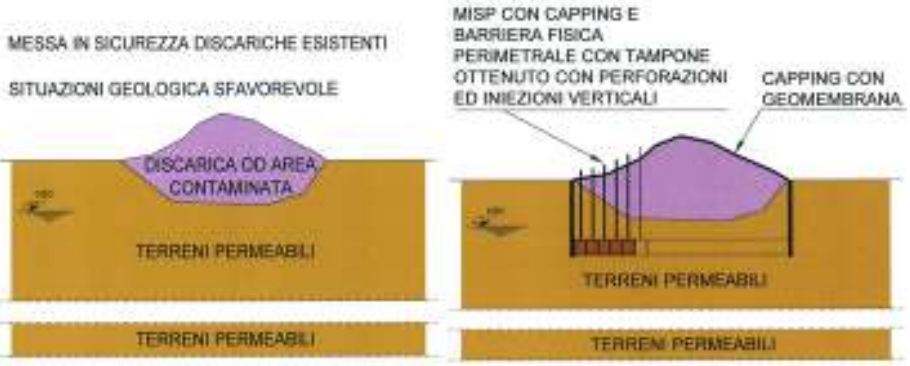 MESSA IN SICUREZZA DISCARICHE ESISTENTI
SITUAZIONI GEOLOGICA SFAVOREVOLE
DISCARICA OD AREA
CONTAMINATA
TERRENI PERMEABILI
TERRENI PERMEABILI
MISP CON CAPPING E
BARRIERA FISICA
PERIMETRALE CON TAMPONE
OTTENUTO CON PERFORAZIONI
ED INIEZIONI VERTICALI
CAPPING CON
GEOMEMBRANA
TERRENI PERMEABILI
TERRENI PERMEABILI